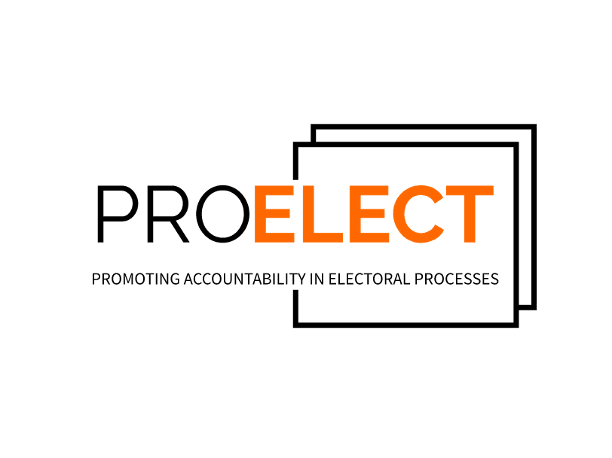 PROELECT
PROMOTING ACCOUNTABILITY IN ELECTORAL PROCESSES